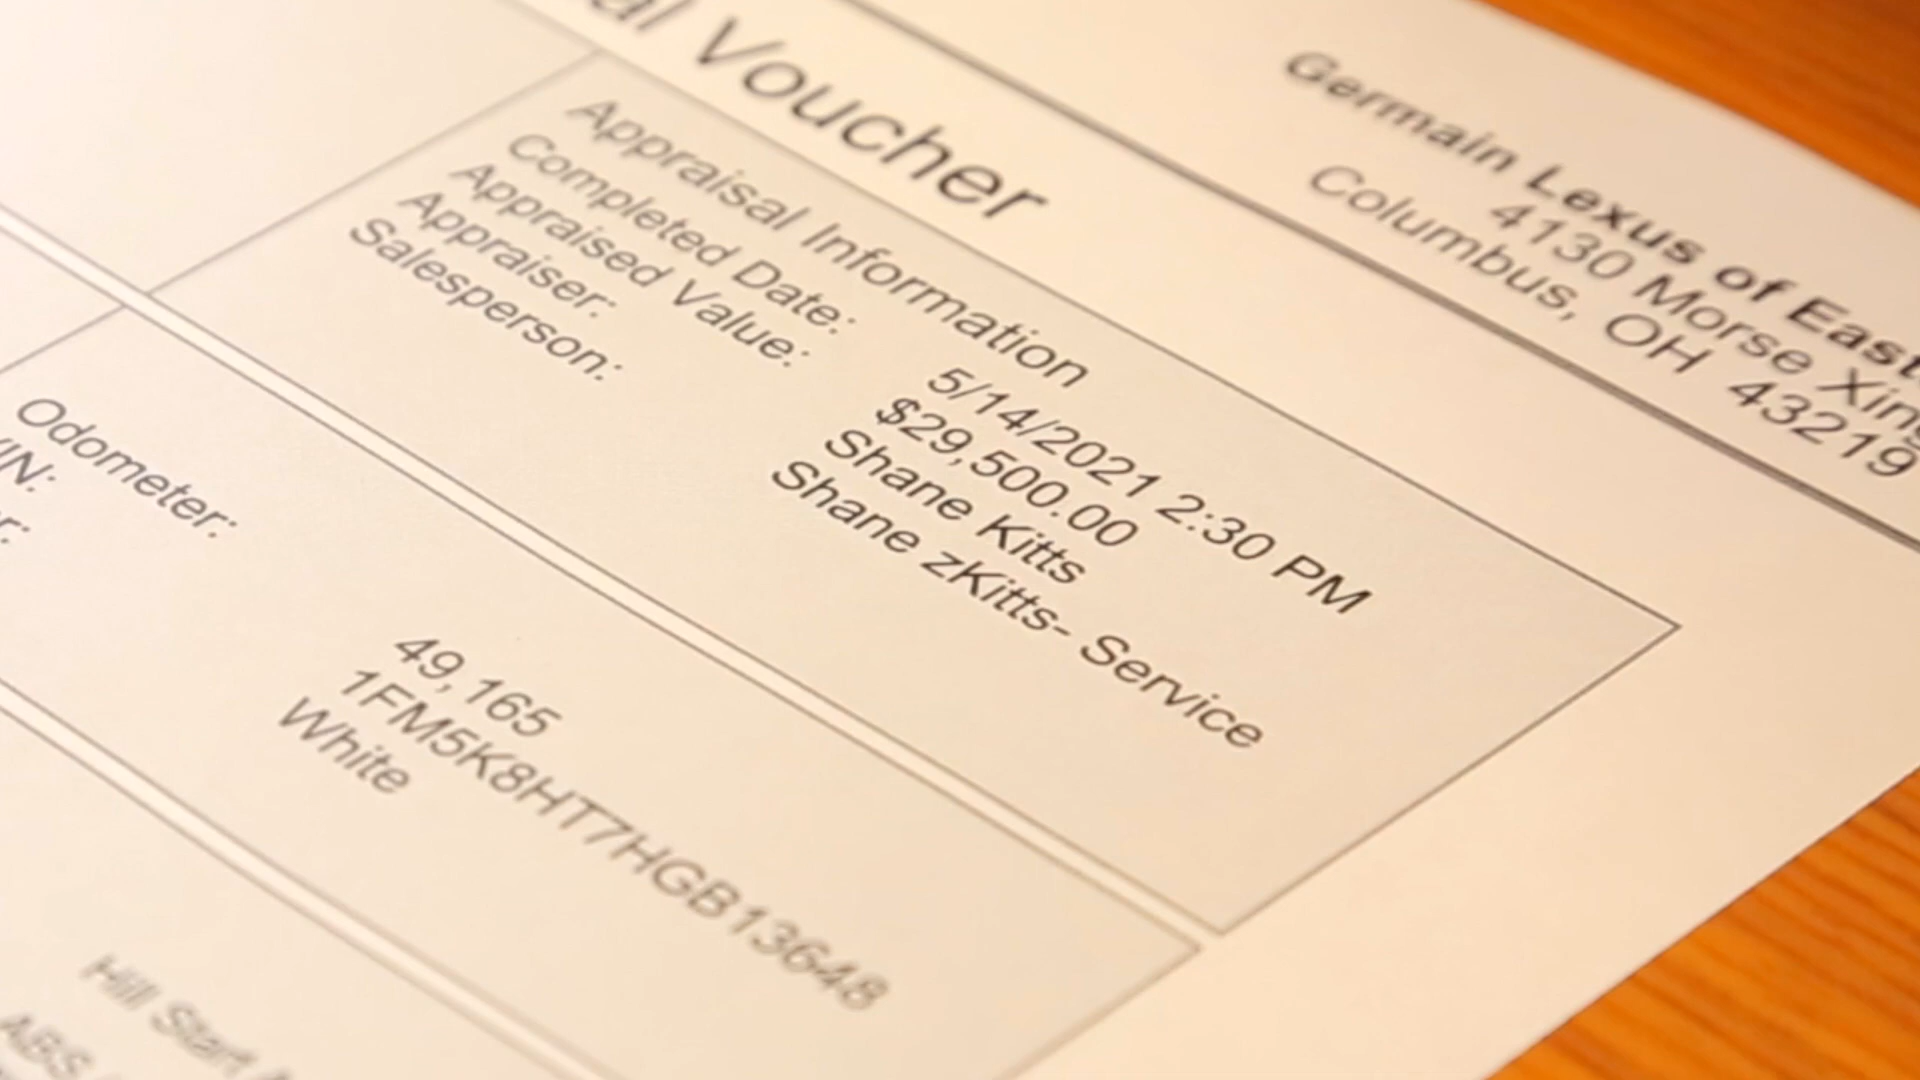 Germain Lexus of East
4130 Morse Xing
Columbus, OH 43219
al Voucher
Appraisal Information
Completed Date: 5/14/2021 2:30 PM
Appraised Value: $29,500.00
Appraiser: Shane Kitts
Salesperson: Shane zKitts- Service
Odometer: 49,165
VIN: 1FM5K8HT7HGB13648
r: White
Hill Start A
ABS